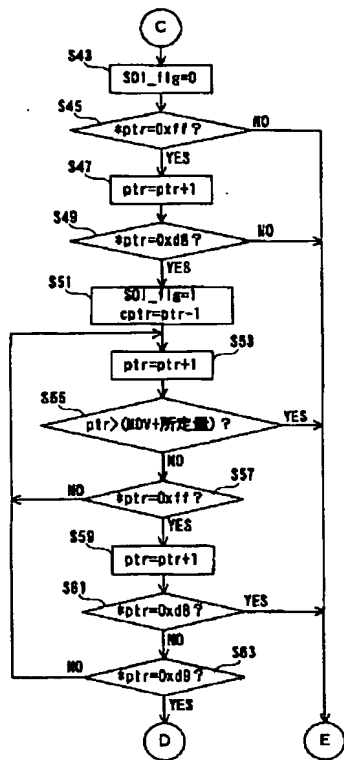 C
S43
SOI_flg=0
S45
*ptr=0xff?
NO
YES
S47
ptr=ptr+1
S49
*ptr=0xd8?
NO
YES
S51
SOI_flg=1
cptr=ptr-1
S53
ptr=ptr+1
S55
ptr>(MDV+所定量)?
YES
NO
S57
NO
*ptr=0xff?
YES
S59
ptr=ptr+1
S61
*ptr=0xd8?
YES
NO
S63
NO
*ptr=0xd9?
YES
D
E